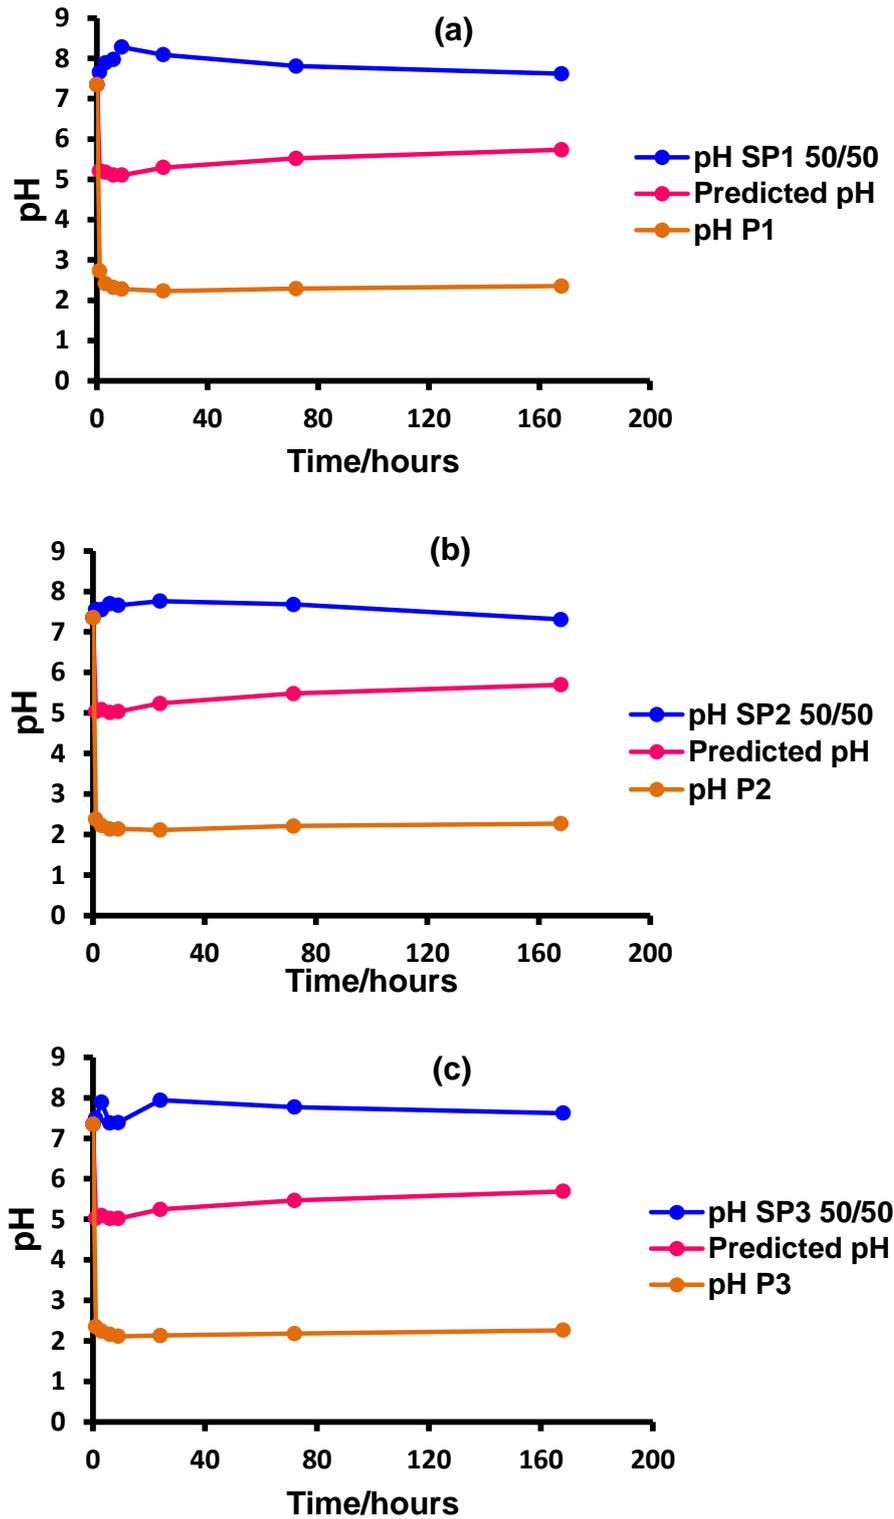 (a)
9
8
7
6
5
4
3
2
1
0
pH
0 40 80 120 160 200
Time/hours
pH SP1 50/50
Predicted pH
pH P1
(b)
9
8
7
6
5
4
3
2
1
0
pH
0 40 80 120 160 200
Time/hours
pH SP2 50/50
Predicted pH
pH P2
(c)
9
8
7
6
5
4
3
2
1
0
pH
0 40 80 120 160 200
Time/hours
pH SP3 50/50
Predicted pH
pH P3